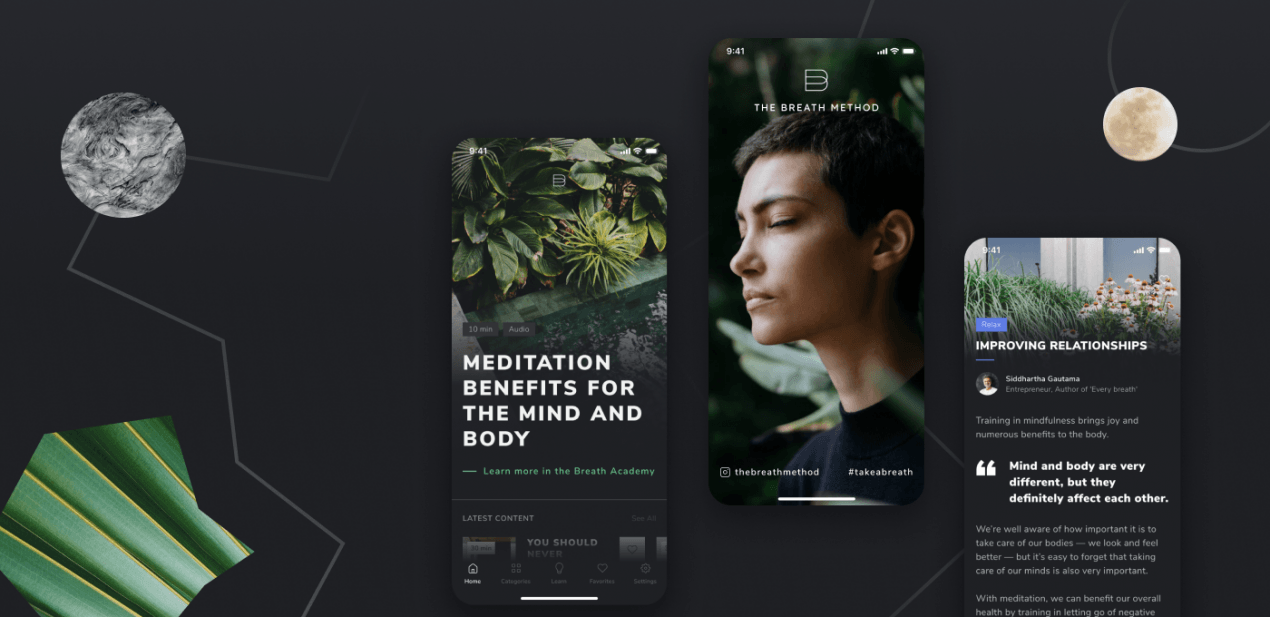 9:41
10 min Audio
MEDITATION
BENEFITS FOR
THE MIND AND
BODY
Learn more in the Breath Academy
LATEST CONTENT See All
20 min
YOU SHOULD
NEVER
Home Categories Learn Favorites Settings
9:41
THE BREATH METHOD
thebreathmethod #takeabreath
9:41
Relax
IMPROVING RELATIONSHIPS
Siddhartha Gautama
Entrepreneur, Author of 'Every breath'
Training in mindfulness brings joy and
numerous benefits to the body.
“ Mind and body are very
different, but they
definitely affect each other.
We're well aware of how important it is to
take care of our bodies — we look and feel
better — but it's easy to forget that taking
care of our minds is also very important.
With meditation, we can benefit our overall
health by training in letting go of negative